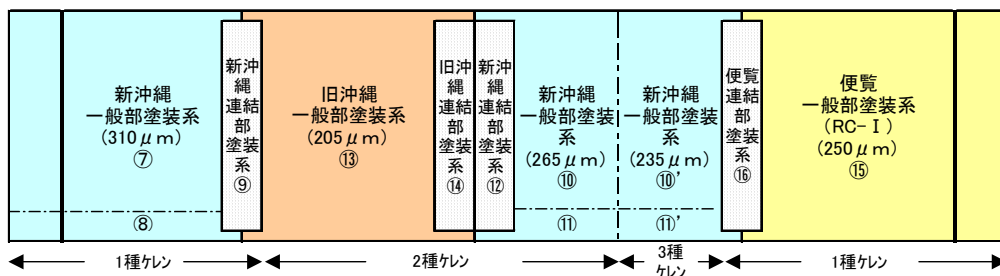 新沖縄
一般部塗装系
(310μm)
⑦
⑧
新沖
縄
連結
部
塗装
系
⑨
旧沖縄
一般部塗装系
(205μm)
⑬
旧沖
縄
連結
部
塗装
系
⑭
新沖
縄
連結
部
塗装
系
⑫
新沖縄
一般部塗装
系
(265μm)
⑩
⑪
新沖縄
一般部塗装
系
(235μm)
⑩'
⑪'
便覧
連結
部
塗装
系
⑯
便覧
一般部塗装系
(RC-Ⅰ)
(250μm)
⑮
1種ケレン
2種ケレン
3種
ケレン
1種ケレン